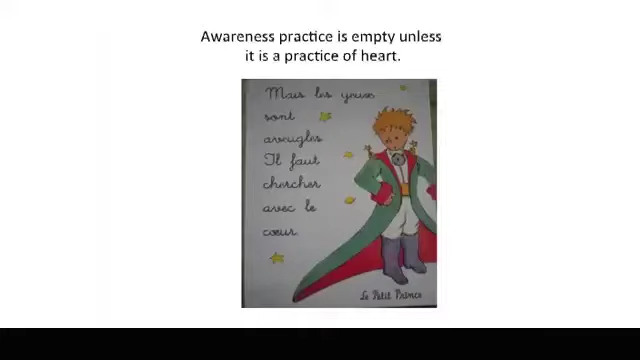 Awareness practice is empty unless
it is a practice of heart.
Mais les yeux
sont
aveugles
Il faut
chercher
avec le
cœur.
Le Petit Prince